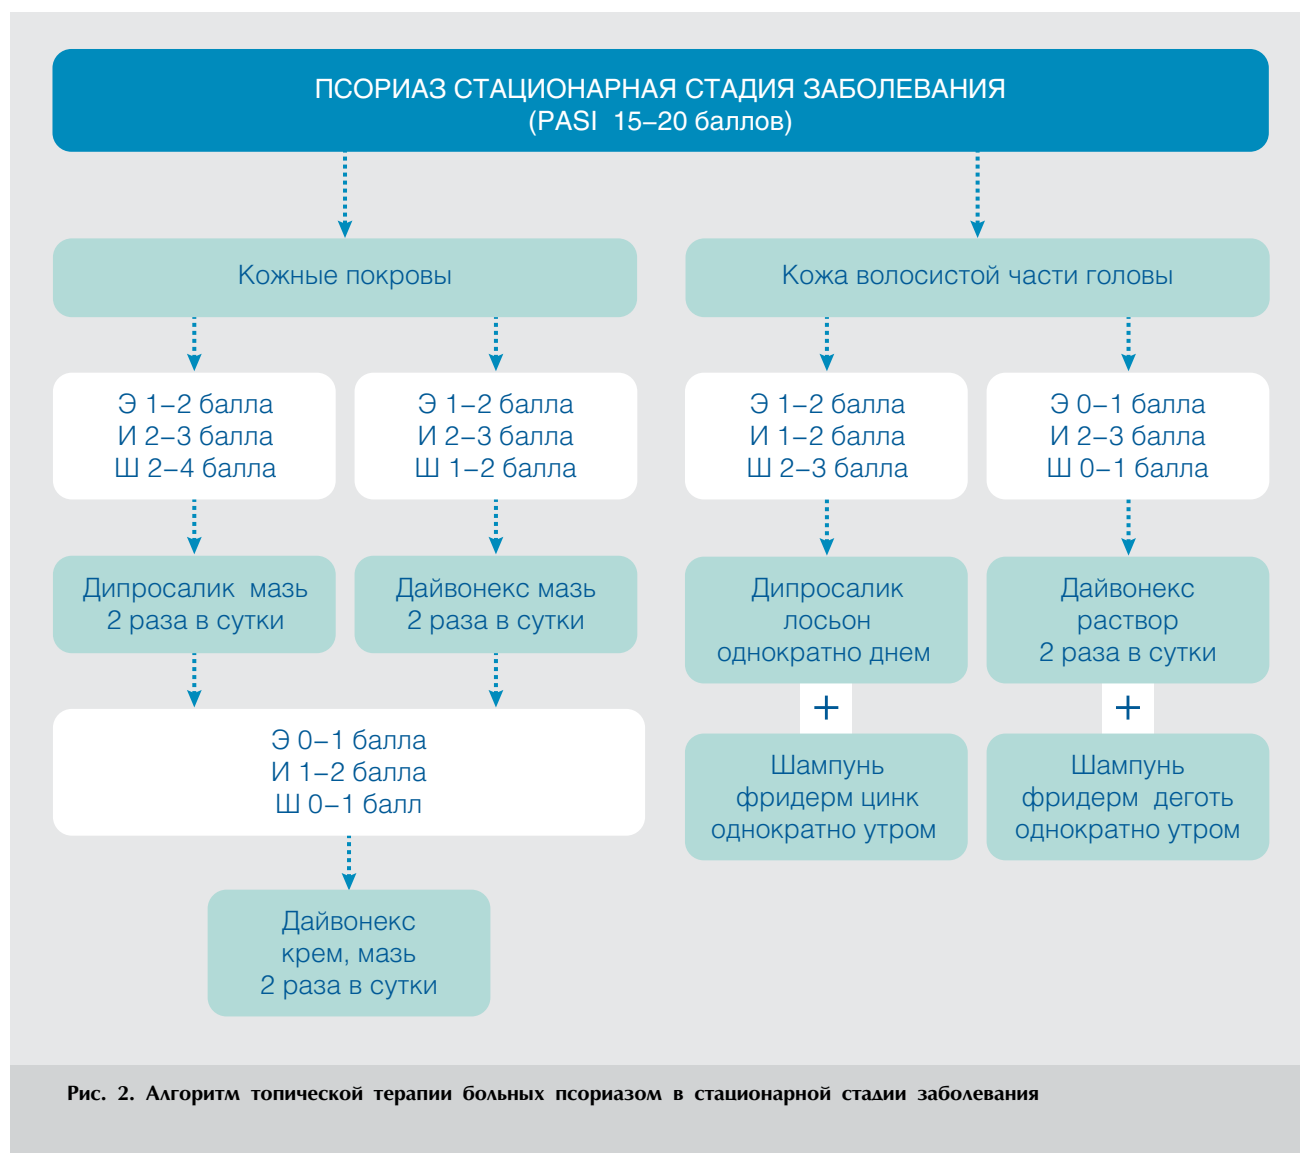 ПСОРИАЗ СТАЦИОНАРНАЯ СТАДИЯ ЗАБОЛЕВАНИЯ
(PASI 15–20 баллов)
Кожные покровы
Кожа волосистой части головы
Э 1–2 балла
И 2–3 балла
Ш 2–4 балла
Э 1–2 балла
И 2–3 балла
Ш 1–2 балла
Э 1–2 балла
И 1–2 балла
Ш 2–3 балла
Э 0–1 балла
И 2–3 балла
Ш 0–1 балла
Дипросалик мазь
2 раза в сутки
Дайвонекс мазь
2 раза в сутки
Дипросалик
лосьон
однократно днем
Дайвонекс
раствор
2 раза в сутки
+
+
Э 0–1 балла
И 1–2 балла
Ш 0–1 балл
Шампунь
фридерм цинк
однократно утром
Шампунь
фридерм деготь
однократно утром
Дайвонекс
крем, мазь
2 раза в сутки
Рис. 2. Алгоритм топической терапии больных псориазом в стационарной стадии заболевания